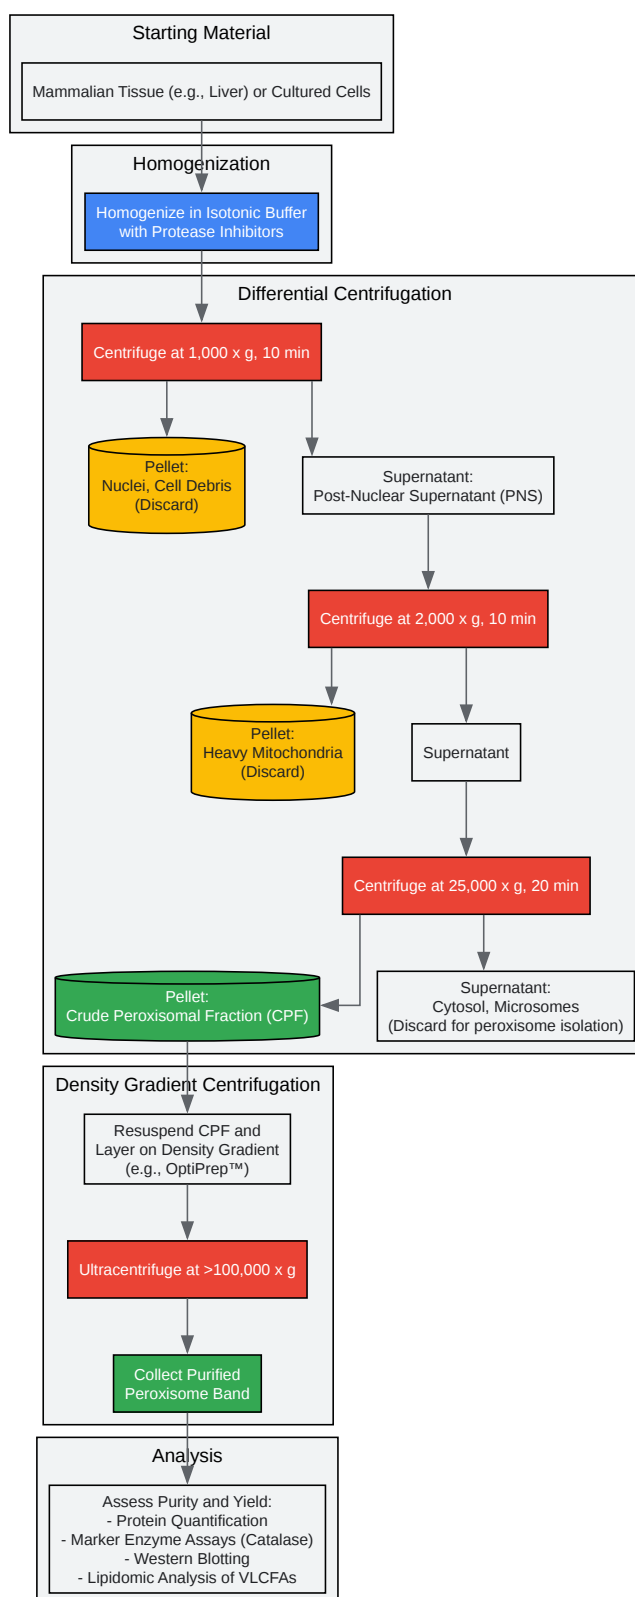 Starting Material
Mammalian Tissue (e.g., Liver) or Cultured Cells
Homogenization
Homogenize in Isotonic Buffer
with Protease Inhibitors
Differential Centrifugation
Centrifuge at 1,000 x g, 10 min
Pellet:
Nuclei, Cell Debris
(Discard)
Supernatant:
Post-Nuclear Supernatant (PNS)
Centrifuge at 2,000 x g, 10 min
Pellet:
Heavy Mitochondria
(Discard)
Supernatant
Centrifuge at 25,000 x g, 20 min
Pellet:
Crude Peroxisomal Fraction (CPF)
Supernatant:
Cytosol, Microsomes
(Discard for peroxisome isolation)
Density Gradient Centrifugation
Resuspend CPF and
Layer on Density Gradient
(e.g., OptiPrep™)
Ultracentrifuge at >100,000 x g
Collect Purified
Peroxisome Band
Analysis
Assess Purity and Yield:
- Protein Quantification
- Marker Enzyme Assays (Catalase)
- Western Blotting
- Lipidomic Analysis of VLCFAs